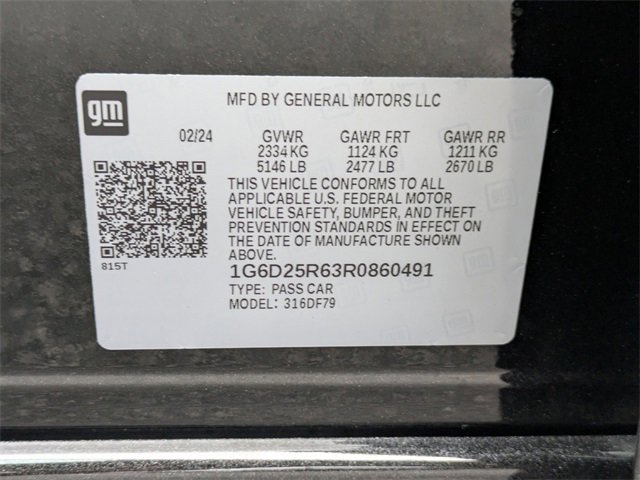 gm
MFD BY GENERAL MOTORS LLC
02/24 GVWR GAWR FRT GAWR RR
2334 KG 1124 KG 1211 KG
5146 LB 2477 LB 2670 LB
THIS VEHICLE CONFORMS TO ALL
APPLICABLE U.S. FEDERAL MOTOR
VEHICLE SAFETY, BUMPER, AND THEFT
PREVENTION STANDARDS IN EFFECT ON
THE DATE OF MANUFACTURE SHOWN
ABOVE.
815T
1G6D25R63R0860491
TYPE: PASS CAR
MODEL: 316DF79